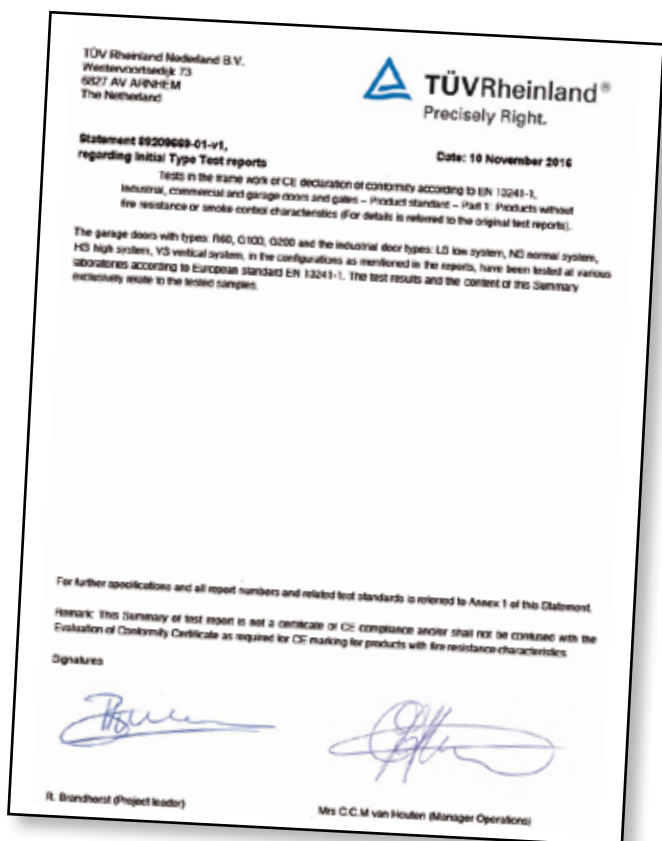 TÜV Rheinland Nederland B.V.
Westervoortsedijk 73
6827 AV ARNHEM
The Netherland
TÜVRheinland®
Precisely Right.
Statement 89209669-01-v1,
regarding Initial Type Test reports
Date: 10 November 2016
Tests in the frame work of CE declaration of conformity according to EN 13241-1,
Industrial, commercial and garage doors and gates – Product standard – Part 1: Products without
fire resistance or smoke control characteristics (For details is referred to the original test reports).
The garage doors with types: R60, G100, G200 and the industrial door types: LS low system, NS normal system,
HS high system, VS vertical system, in the configurations as mentioned in the reports, have been tested at various
laboratories according to European standard EN 13241-1. The test results and the content of this Summary
exclusively relate to the tested samples.
For further specifications and all report numbers and related test standards is referred to Annex 1 of this Statement.
Remark: This Summary of test report is not a certificate of CE compliance and/or shall not be confused with the
Evaluation of Conformity Certificate as required for CE marking for products with fire resistance characteristics.
Signatures
R. Brandhorst (Project leader)
Mrs C.C.M van Houten (Manager Operations)